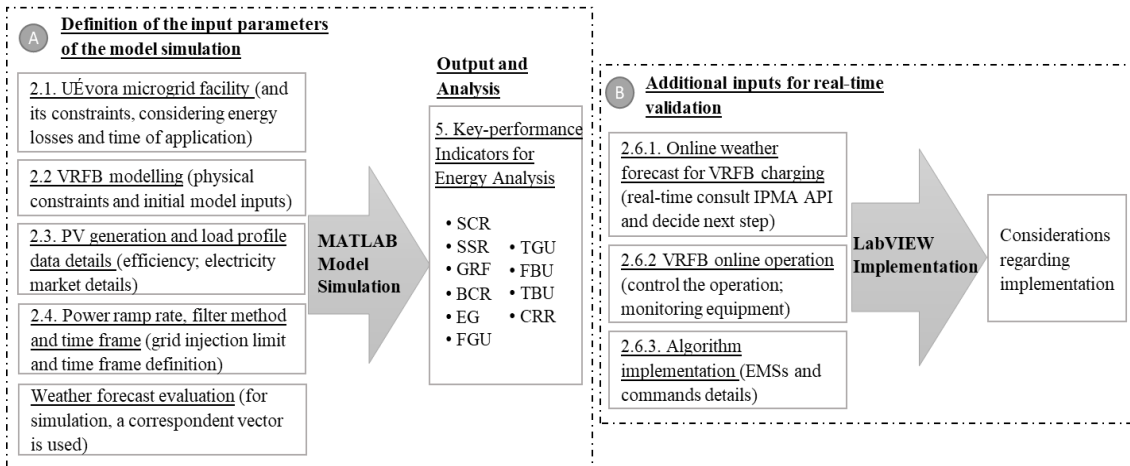 A
Definition of the input parameters
of the model simulation
2.1. UÉvora microgrid facility (and
its constraints, considering energy
losses and time of application)
2.2 VRFB modelling (physical
constraints and initial model inputs)
2.3. PV generation and load profile
data details (efficiency; electricity
market details)
2.4. Power ramp rate, filter method
and time frame (grid injection limit
and time frame definition)
Weather forecast evaluation (for
simulation, a correspondent vector
is used)
MATLAB
Model
Simulation
Output and
Analysis
5. Key-performance
Indicators for
Energy Analysis
• SCR
• SSR
• GRF
• BCR
• EG
• FGU
• TGU
• FBU
• TBU
• CRR
B
Additional inputs for real-time
validation
2.6.1. Online weather
forecast for VRFB charging
(real-time consult IPMA API
and decide next step)
2.6.2 VRFB online operation
(control the operation;
monitoring equipment)
2.6.3. Algorithm
implementation (EMSs and
commands details)
LabVIEW
Implementation
Considerations
regarding
implementation